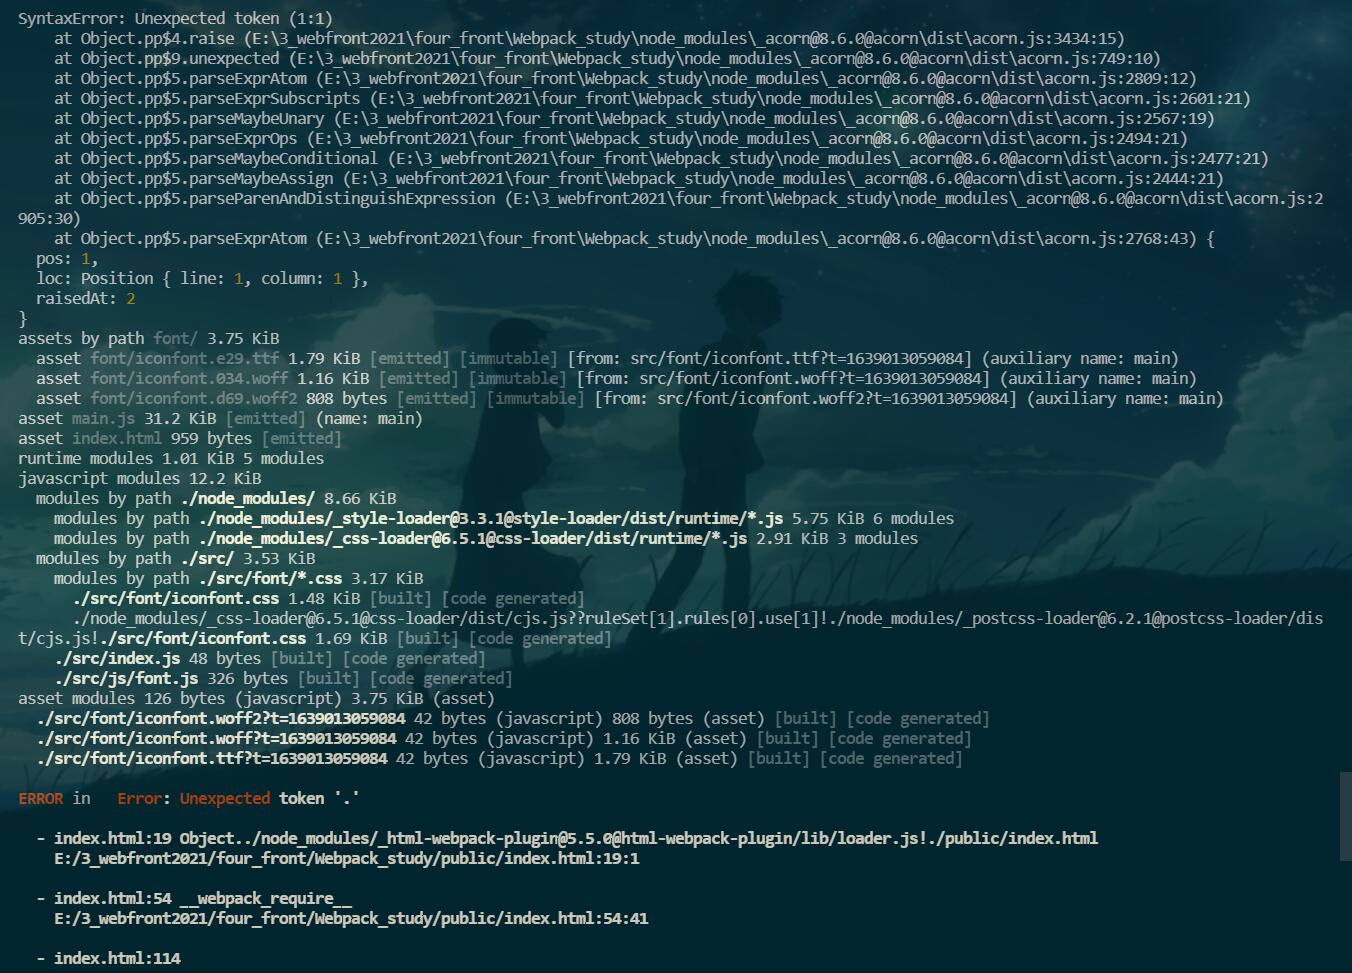 SyntaxError: Unexpected token (1:1)
    at Object.pp$4.raise (E:\3_webfront2021\four_front\Webpack_study\node_modules\_acorn@8.6.0@acorn\dist\acorn.js:3434:15)
    at Object.pp$9.unexpected (E:\3_webfront2021\four_front\Webpack_study\node_modules\_acorn@8.6.0@acorn\dist\acorn.js:749:10)
    at Object.pp$5.parseExprAtom (E:\3_webfront2021\four_front\Webpack_study\node_modules\_acorn@8.6.0@acorn\dist\acorn.js:2809:12)
    at Object.pp$5.parseExprSubscripts (E:\3_webfront2021\four_front\Webpack_study\node_modules\_acorn@8.6.0@acorn\dist\acorn.js:2601:21)
    at Object.pp$5.parseMaybeUnary (E:\3_webfront2021\four_front\Webpack_study\node_modules\_acorn@8.6.0@acorn\dist\acorn.js:2567:19)
    at Object.pp$5.parseExprOps (E:\3_webfront2021\four_front\Webpack_study\node_modules\_acorn@8.6.0@acorn\dist\acorn.js:2494:21)
    at Object.pp$5.parseMaybeConditional (E:\3_webfront2021\four_front\Webpack_study\node_modules\_acorn@8.6.0@acorn\dist\acorn.js:2477:21)
    at Object.pp$5.parseMaybeAssign (E:\3_webfront2021\four_front\Webpack_study\node_modules\_acorn@8.6.0@acorn\dist\acorn.js:2444:21)
    at Object.pp$5.parseParenAndDistinguishExpression (E:\3_webfront2021\four_front\Webpack_study\node_modules\_acorn@8.6.0@acorn\dist\acorn.js:2
905:30)
    at Object.pp$5.parseExprAtom (E:\3_webfront2021\four_front\Webpack_study\node_modules\_acorn@8.6.0@acorn\dist\acorn.js:2768:43) {
  pos: 1,
  loc: Position { line: 1, column: 1 },
  raisedAt: 2
}
assets by path font/ 3.75 KiB
  asset font/iconfont.e29.ttf 1.79 KiB [emitted] [immutable] [from: src/font/iconfont.ttf?t=1639013059084] (auxiliary name: main)
  asset font/iconfont.034.woff 1.16 KiB [emitted] [immutable] [from: src/font/iconfont.woff?t=1639013059084] (auxiliary name: main)
  asset font/iconfont.d69.woff2 808 bytes [emitted] [immutable] [from: src/font/iconfont.woff2?t=1639013059084] (auxiliary name: main)
asset main.js 31.2 KiB [emitted] (name: main)
asset index.html 959 bytes [emitted]
runtime modules 1.01 KiB 5 modules
javascript modules 12.2 KiB
  modules by path ./node_modules/ 8.66 KiB
    modules by path ./node_modules/_style-loader@3.3.1@style-loader/dist/runtime/*.js 5.75 KiB 6 modules
    modules by path ./node_modules/_css-loader@6.5.1@css-loader/dist/runtime/*.js 2.91 KiB 3 modules
  modules by path ./src/ 3.53 KiB
    modules by path ./src/font/*.css 3.17 KiB
      ./src/font/iconfont.css 1.48 KiB [built] [code generated]
      ./node_modules/_css-loader@6.5.1@css-loader/dist/cjs.js??ruleSet[1].rules[0].use[1]!./node_modules/_postcss-loader@6.2.1@postcss-loader/dis
t/cjs.js!./src/font/iconfont.css 1.69 KiB [built] [code generated]
    ./src/index.js 48 bytes [built] [code generated]
    ./src/js/font.js 326 bytes [built] [code generated]
asset modules 126 bytes (javascript) 3.75 KiB (asset)
  ./src/font/iconfont.woff2?t=1639013059084 42 bytes (javascript) 808 bytes (asset) [built] [code generated]
  ./src/font/iconfont.woff?t=1639013059084 42 bytes (javascript) 1.16 KiB (asset) [built] [code generated]
  ./src/font/iconfont.ttf?t=1639013059084 42 bytes (javascript) 1.79 KiB (asset) [built] [code generated]
ERROR in   Error: Unexpected token '.'
  - index.html:19 Object../node_modules/_html-webpack-plugin@5.5.0@html-webpack-plugin/lib/loader.js!./public/index.html
    E:/3_webfront2021/four_front/Webpack_study/public/index.html:19:1
  - index.html:54 __webpack_require__
    E:/3_webfront2021/four_front/Webpack_study/public/index.html:54:41
  - index.html:114